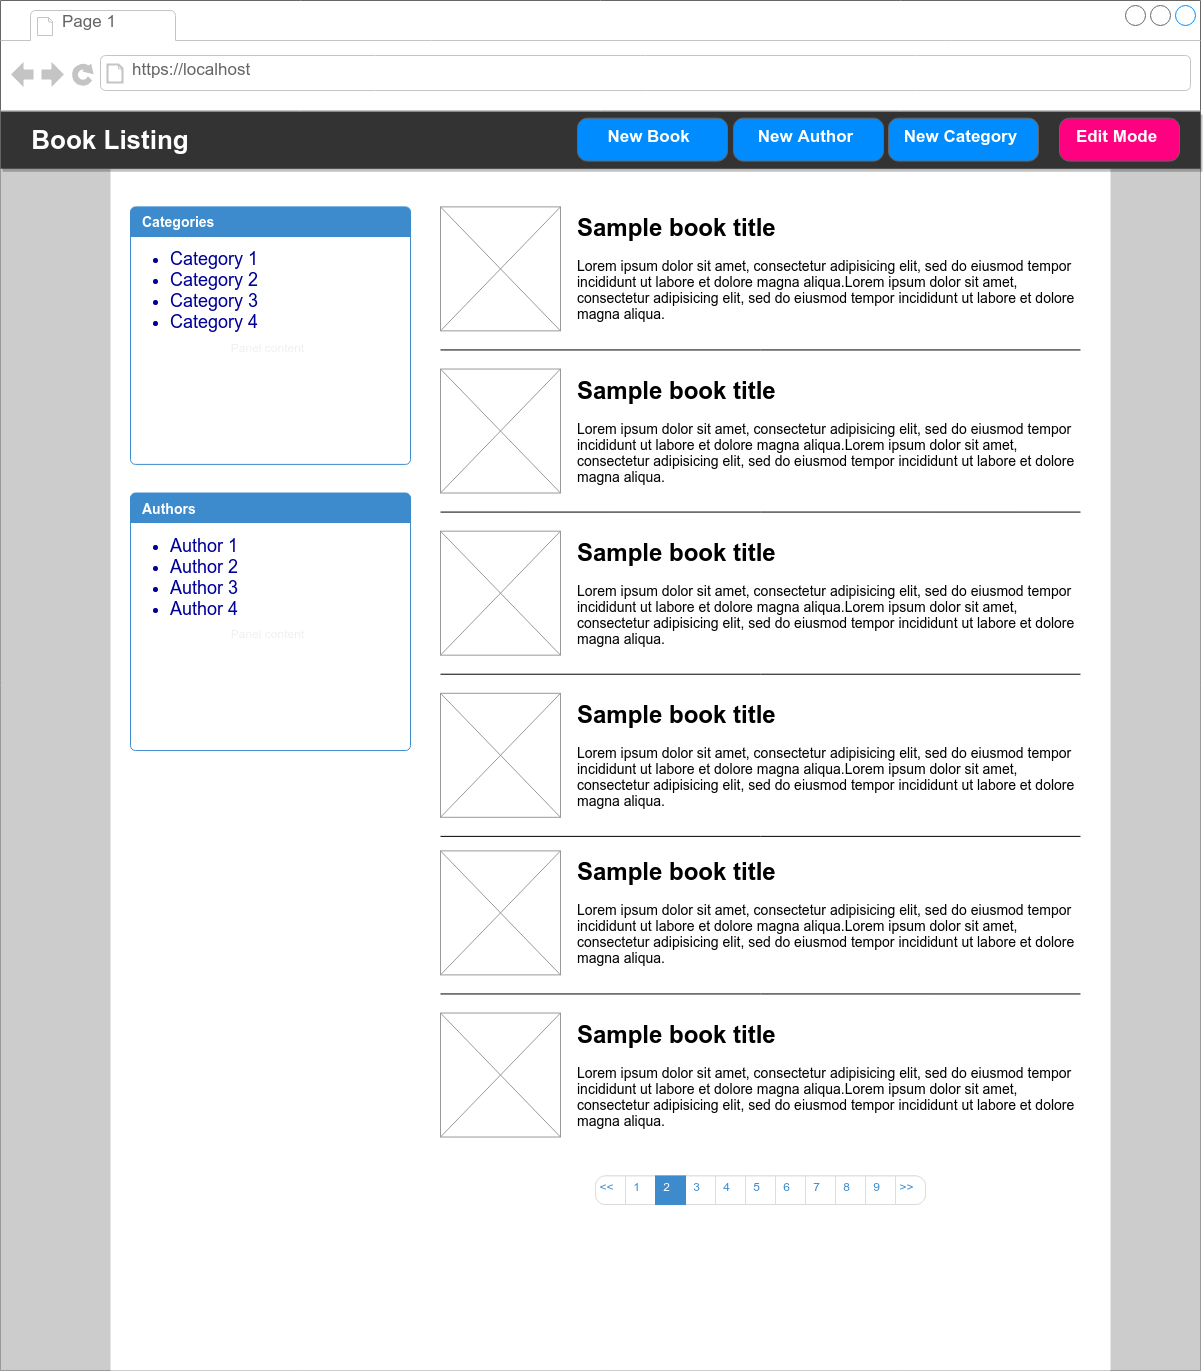 Page 1
https://localhost
Book Listing
New Book
New Author
New Category
Edit Mode
Categories
Category 1
Category 2
Category 3
Category 4
Panel content
Authors
Author 1
Author 2
Author 3
Author 4
Panel content
Sample book title
Lorem ipsum dolor sit amet, consectetur adipisicing elit, sed do eiusmod tempor
incididunt ut labore et dolore magna aliqua.Lorem ipsum dolor sit amet,
consectetur adipisicing elit, sed do eiusmod tempor incididunt ut labore et dolore
magna aliqua.
Sample book title
Lorem ipsum dolor sit amet, consectetur adipisicing elit, sed do eiusmod tempor
incididunt ut labore et dolore magna aliqua.Lorem ipsum dolor sit amet,
consectetur adipisicing elit, sed do eiusmod tempor incididunt ut labore et dolore
magna aliqua.
Sample book title
Lorem ipsum dolor sit amet, consectetur adipisicing elit, sed do eiusmod tempor
incididunt ut labore et dolore magna aliqua.Lorem ipsum dolor sit amet,
consectetur adipisicing elit, sed do eiusmod tempor incididunt ut labore et dolore
magna aliqua.
Sample book title
Lorem ipsum dolor sit amet, consectetur adipisicing elit, sed do eiusmod tempor
incididunt ut labore et dolore magna aliqua.Lorem ipsum dolor sit amet,
consectetur adipisicing elit, sed do eiusmod tempor incididunt ut labore et dolore
magna aliqua.
Sample book title
Lorem ipsum dolor sit amet, consectetur adipisicing elit, sed do eiusmod tempor
incididunt ut labore et dolore magna aliqua.Lorem ipsum dolor sit amet,
consectetur adipisicing elit, sed do eiusmod tempor incididunt ut labore et dolore
magna aliqua.
Sample book title
Lorem ipsum dolor sit amet, consectetur adipisicing elit, sed do eiusmod tempor
incididunt ut labore et dolore magna aliqua.Lorem ipsum dolor sit amet,
consectetur adipisicing elit, sed do eiusmod tempor incididunt ut labore et dolore
magna aliqua.
<< 1 2 3 4 5 6 7 8 9 >>